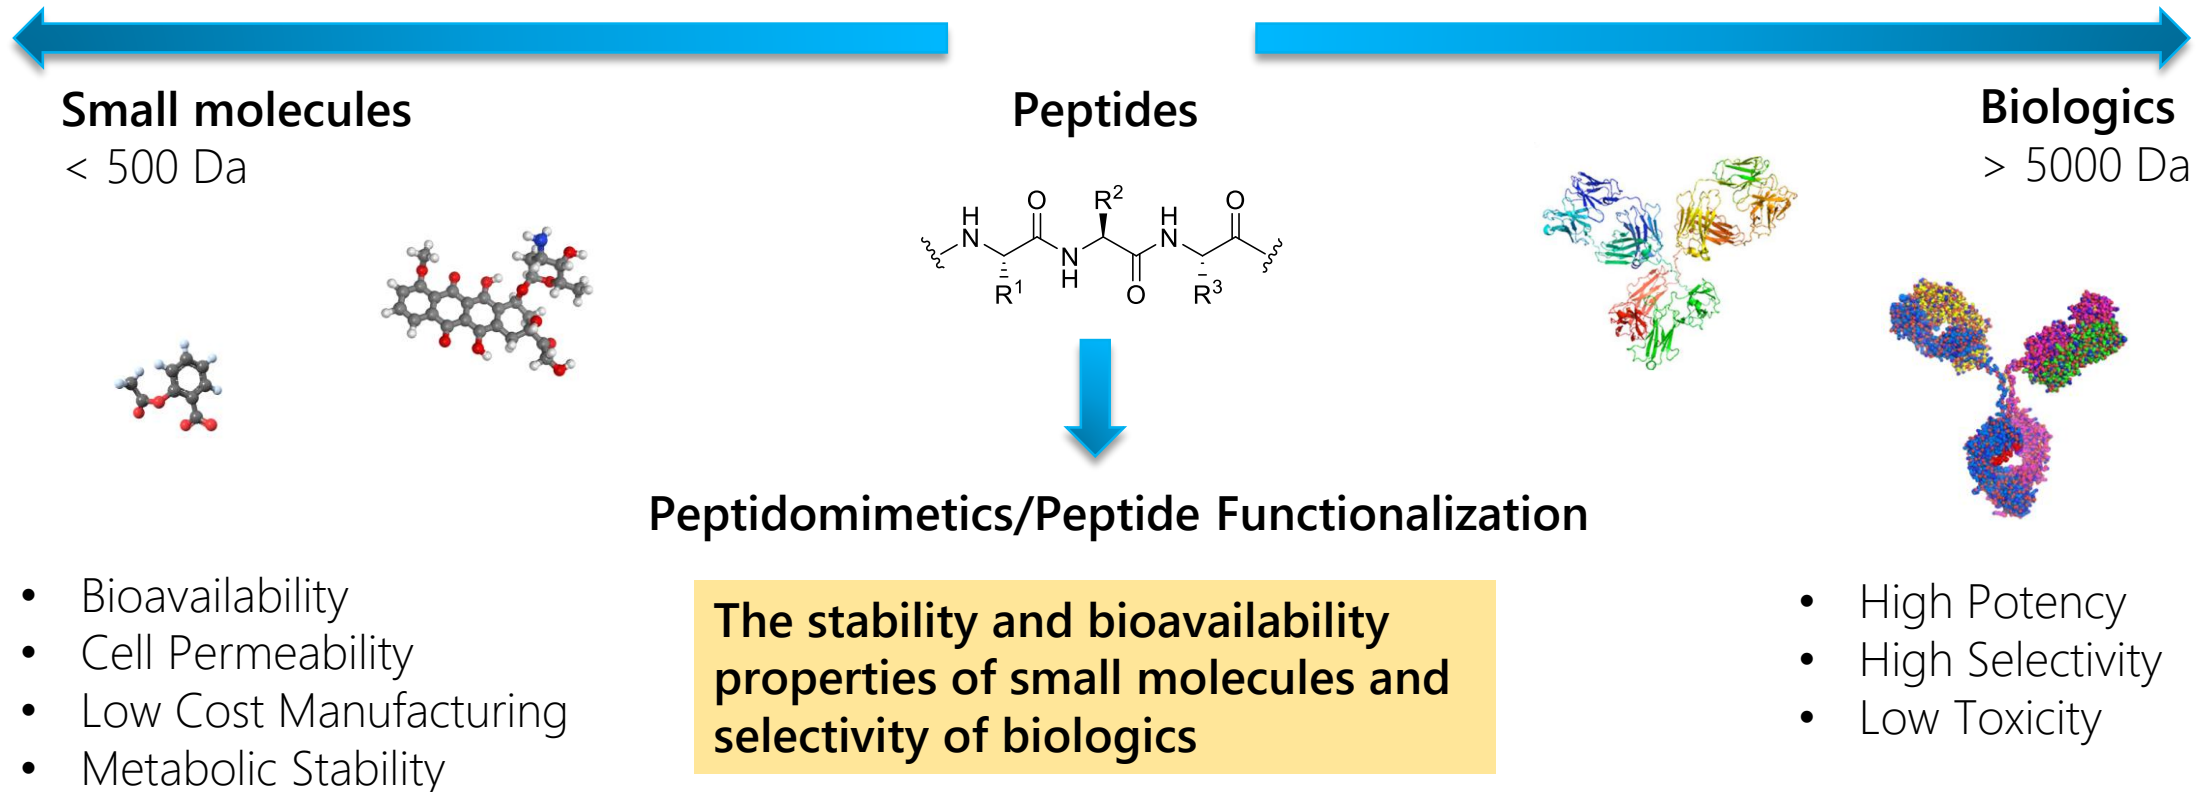 Small molecules
< 500 Da
Peptides
Biologics
> 5000 Da
H
N
O
R²
H
N
O
R¹
N
H
O
R³
Peptidomimetics/Peptide Functionalization
• Bioavailability
• Cell Permeability
• Low Cost Manufacturing
• Metabolic Stability
The stability and bioavailability
properties of small molecules and
selectivity of biologics
• High Potency
• High Selectivity
• Low Toxicity